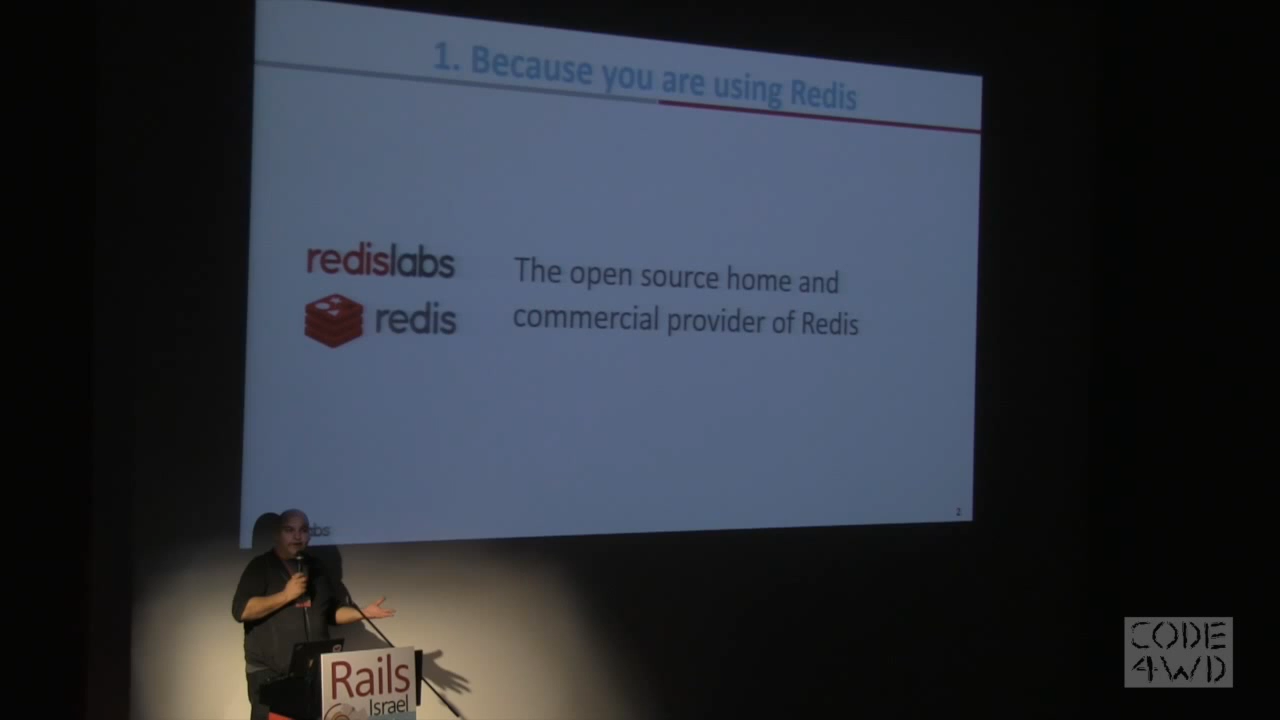 1. Because you are using Redis
redislabs
The open source home and
redis
commercial provider of Redis
2
abs
Rails
Israel
CODE
4WD